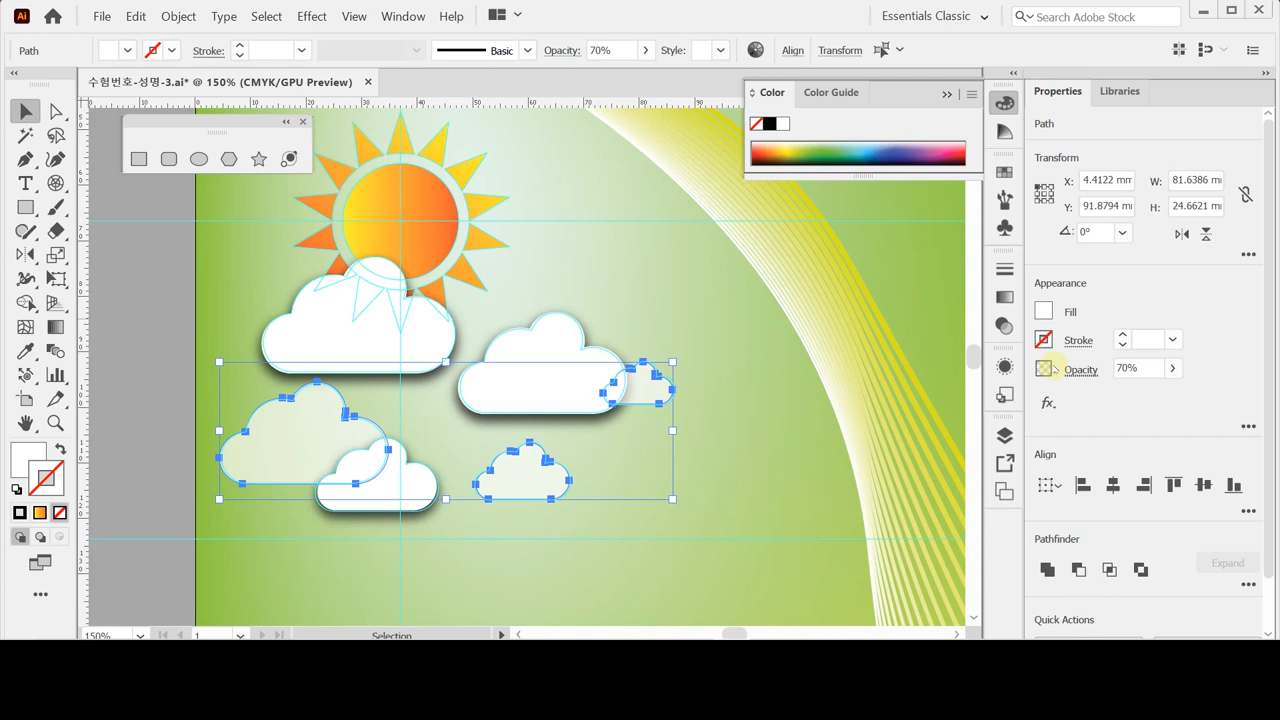 Ai File Edit Object Type Select Effect View Window Help Essentials Classic Search Adobe Stock
Path Stroke: Basic Opacity: 70% Style: Align Transform
수험번호-성명-3.ai* @ 150% (CMYK/GPU Preview)
Color Color Guide
Properties Libraries
Path
Transform
X: 4.4122 mm W: 81.6386 mm
Y: 91.8794 mm H: 24.6621 mm
0°
Appearance
Fill
Stroke
Opacity 70%
fx.
Align
Pathfinder
Expand
Quick Actions
150% 1 Selection